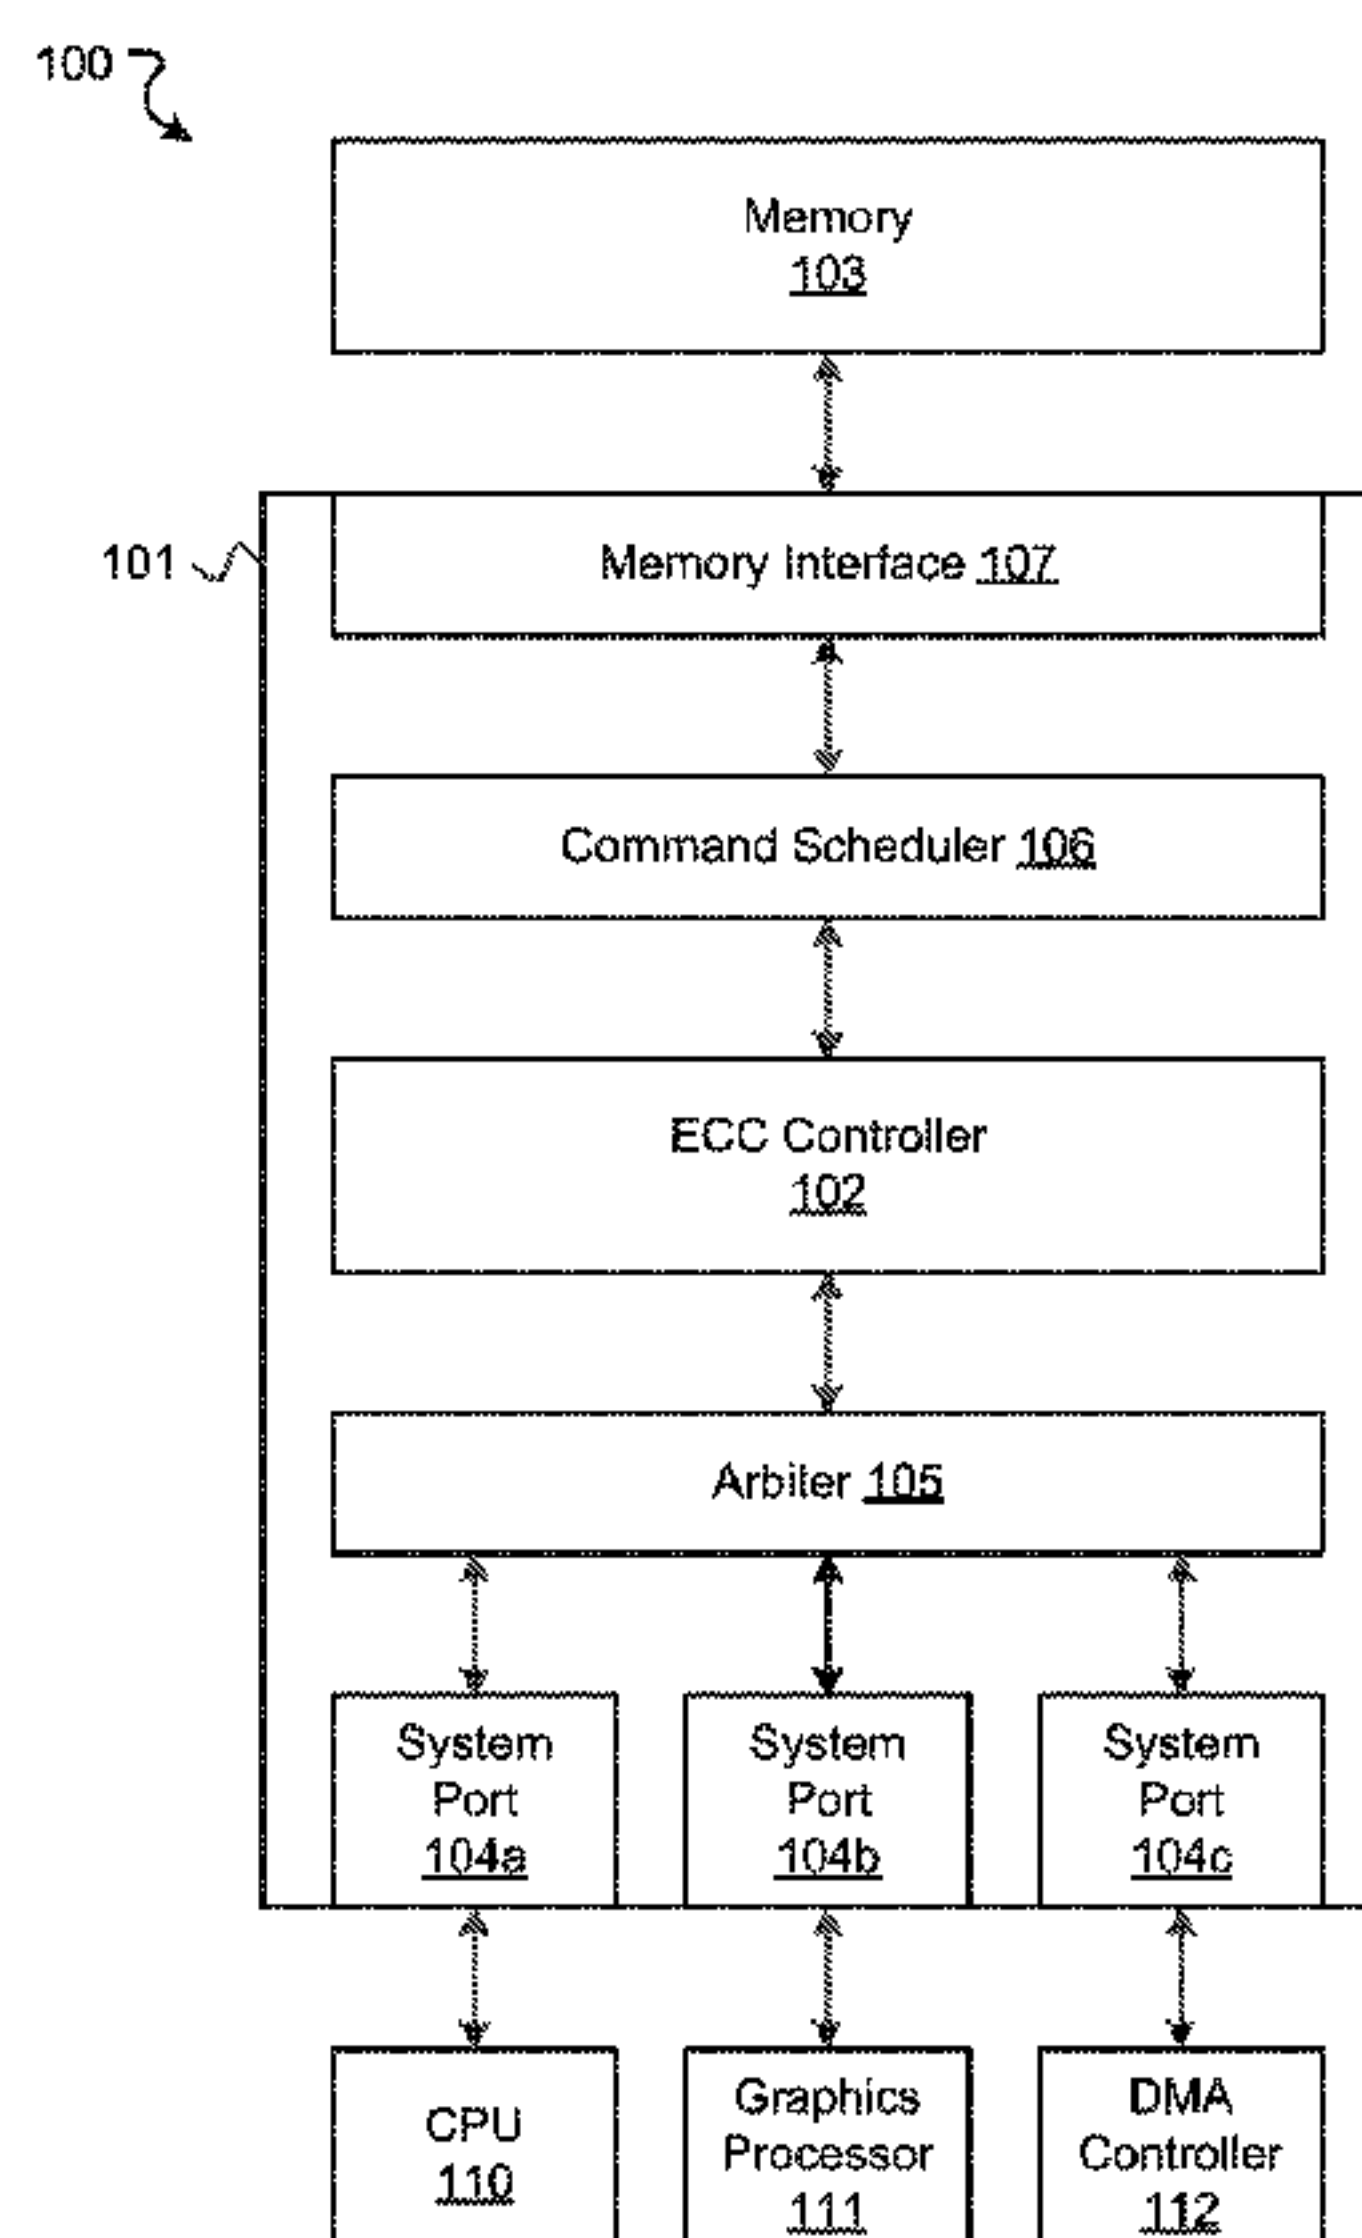 100
Memory
103
101
Memory Interface 107
Command Scheduler 106
ECC Controller
102
Arbiter 105
System
Port
104a
System
Port
104b
System
Port
104c
CPU
110
Graphics
Processor
111
DMA
Controller
112